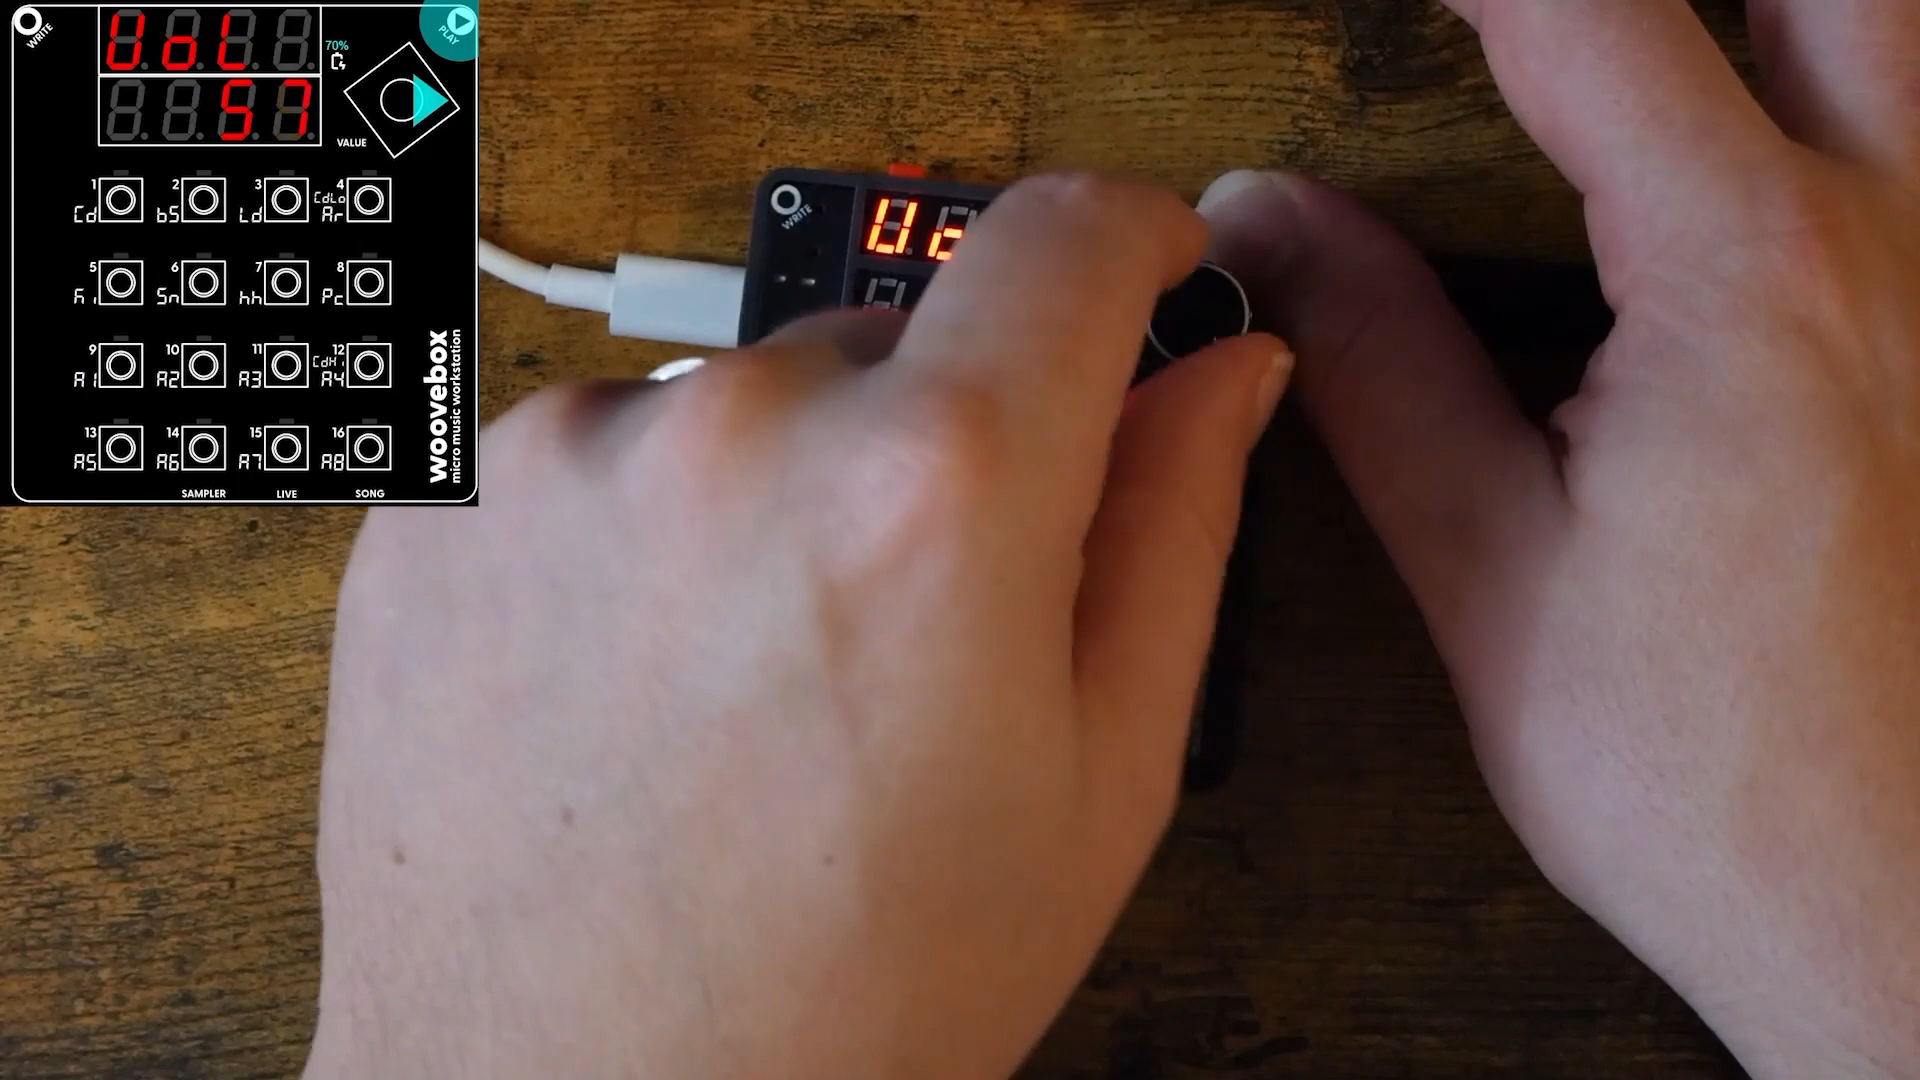 WRITE
VoL
57
70%
PLAY
VALUE
1 Cd
2 bS
3 Ld
4 CdLo Ar
5
6 Sn
7 hh
8 Pc
9 A1
10 A2
11 A3
12 CdHi A4
13 A5
14 A6
15 A7
16 A8
SAMPLER
LIVE
SONG
woovebox
micro music workstation
WRITE